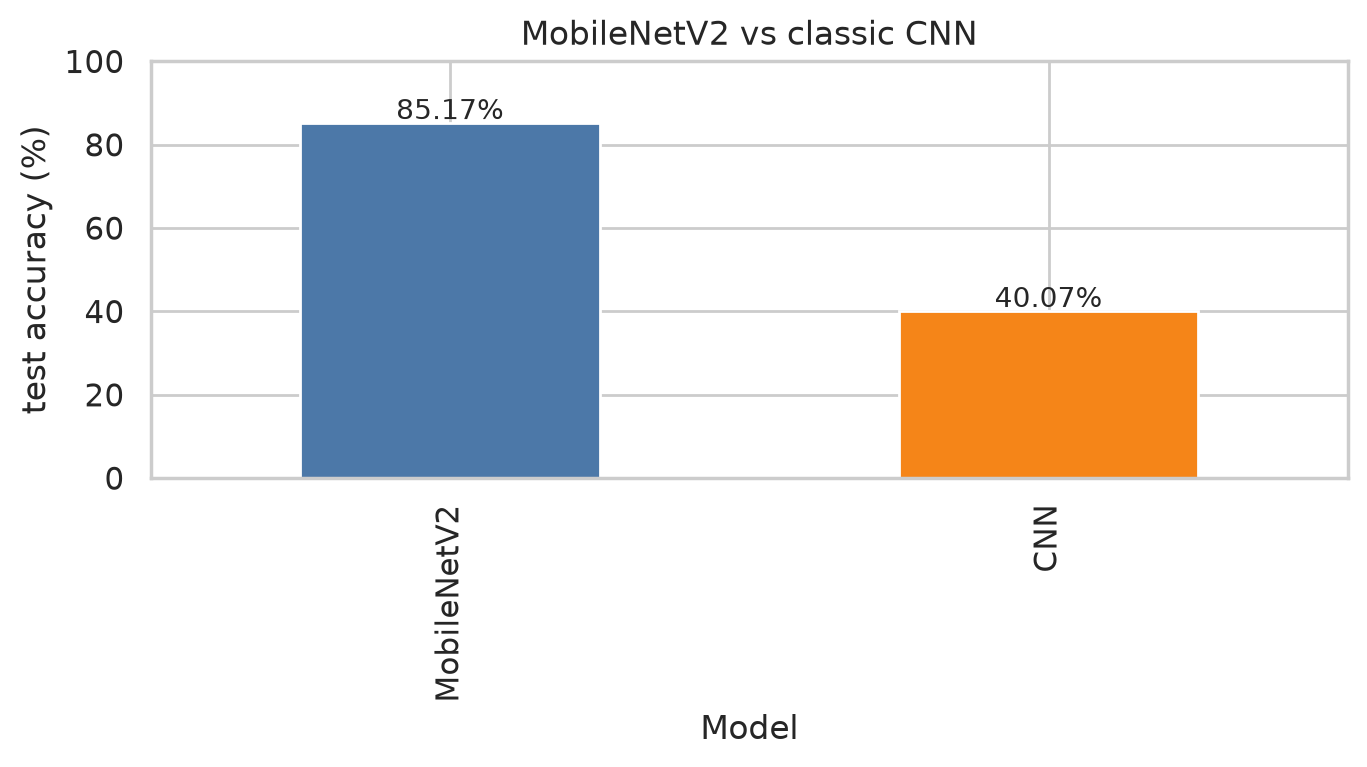 MobileNetV2 vs classic CNN
test accuracy (%)
100
80
60
40
20
0
85.17%
40.07%
MobileNetV2
CNN
Model